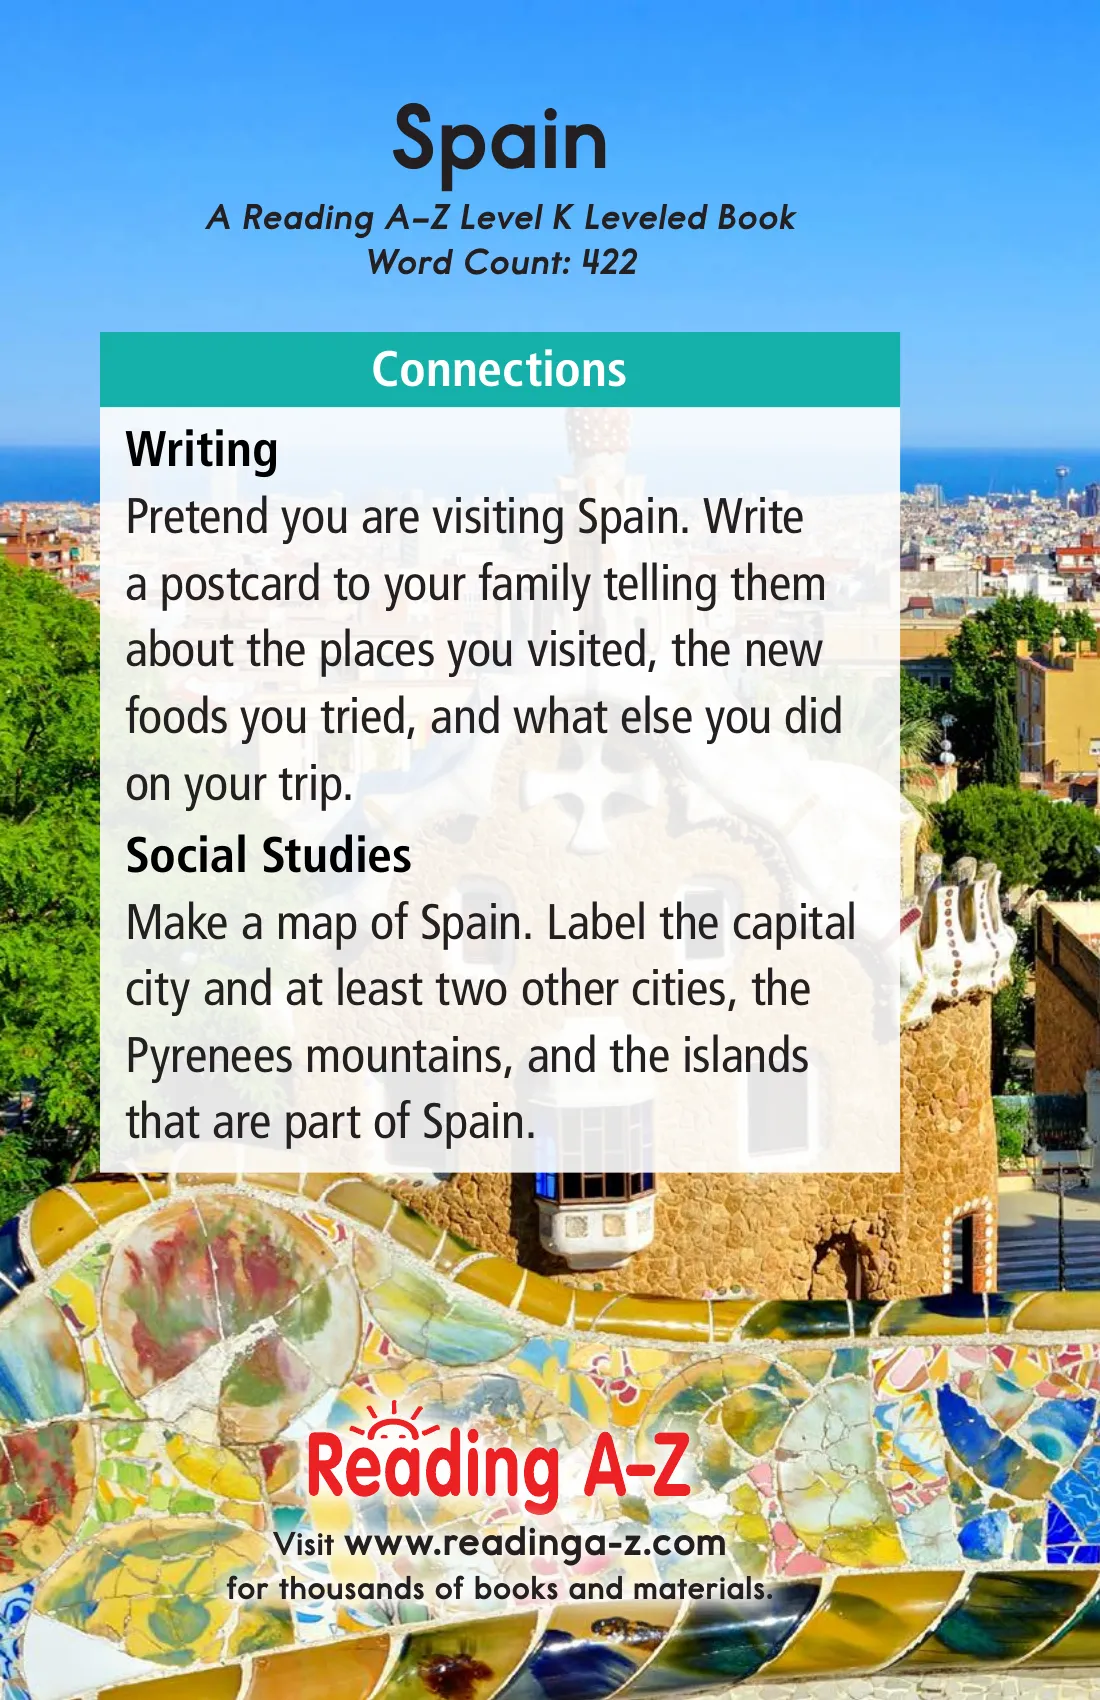 Spain
A Reading A–Z Level K Leveled Book
Word Count: 422
Connections
Writing
Pretend you are visiting Spain. Write
a postcard to your family telling them
about the places you visited, the new
foods you tried, and what else you did
on your trip.
Social Studies
Make a map of Spain. Label the capital
city and at least two other cities, the
Pyrenees mountains, and the islands
that are part of Spain.
Reading A–Z
Visit www.readinga-z.com
for thousands of books and materials.